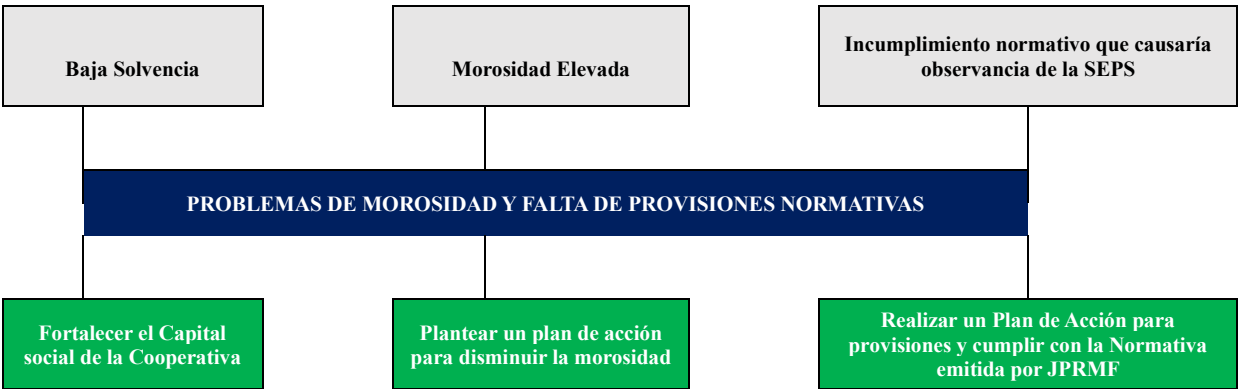 Baja Solvencia
Morosidad Elevada
Incumplimiento normativo que causaría
observancia de la SEPS
PROBLEMAS DE MOROSIDAD Y FALTA DE PROVISIONES NORMATIVAS
Fortalecer el Capital
social de la Cooperativa
Plantear un plan de acción
para disminuir la morosidad
Realizar un Plan de Acción para
provisiones y cumplir con la Normativa
emitida por JPRMF